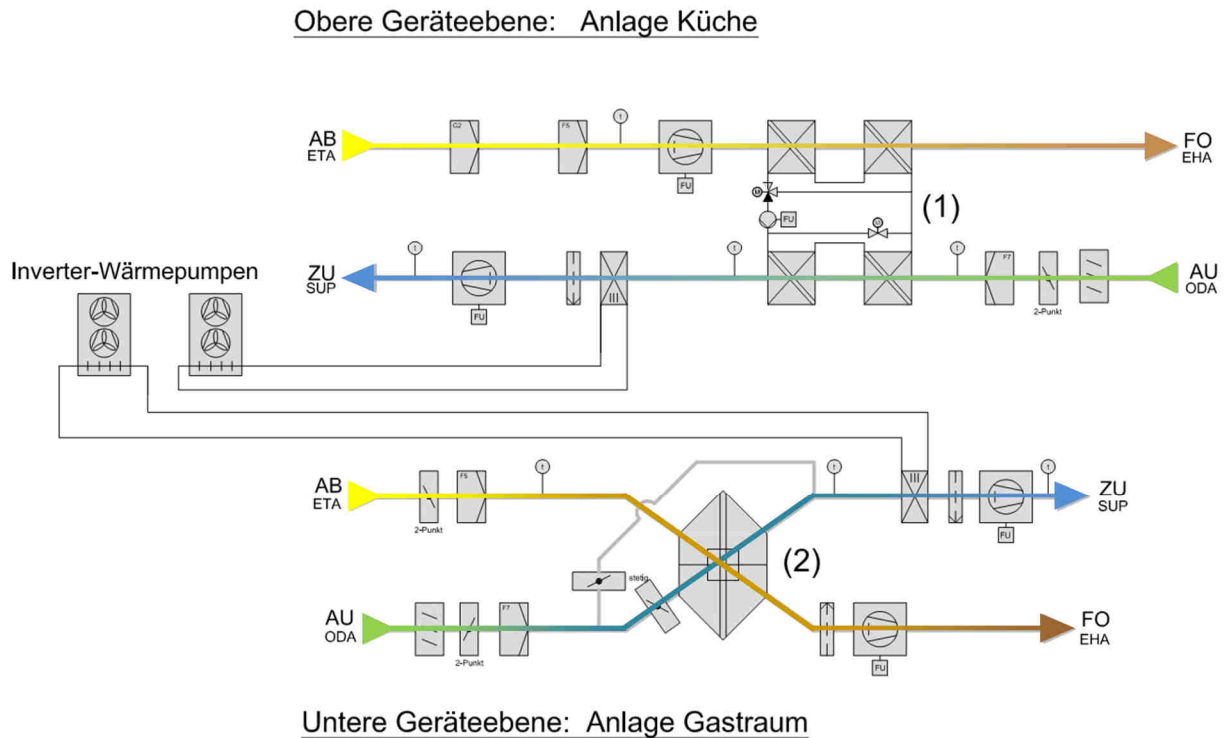 Obere Geräteebene: Anlage Küche
AB
ETA
G2
F5
t
FU
FO
EHA
M
FU
M
(1)
Inverter-Wärmepumpen
ZU
SUP
t
FU
t
t
F7
2-Punkt
AU
ODA
AB
ETA
2-Punkt
F5
t
t
t
FU
ZU
SUP
(2)
stetig
AU
ODA
2-Punkt
F7
FU
FO
EHA
Untere Geräteebene: Anlage Gastraum